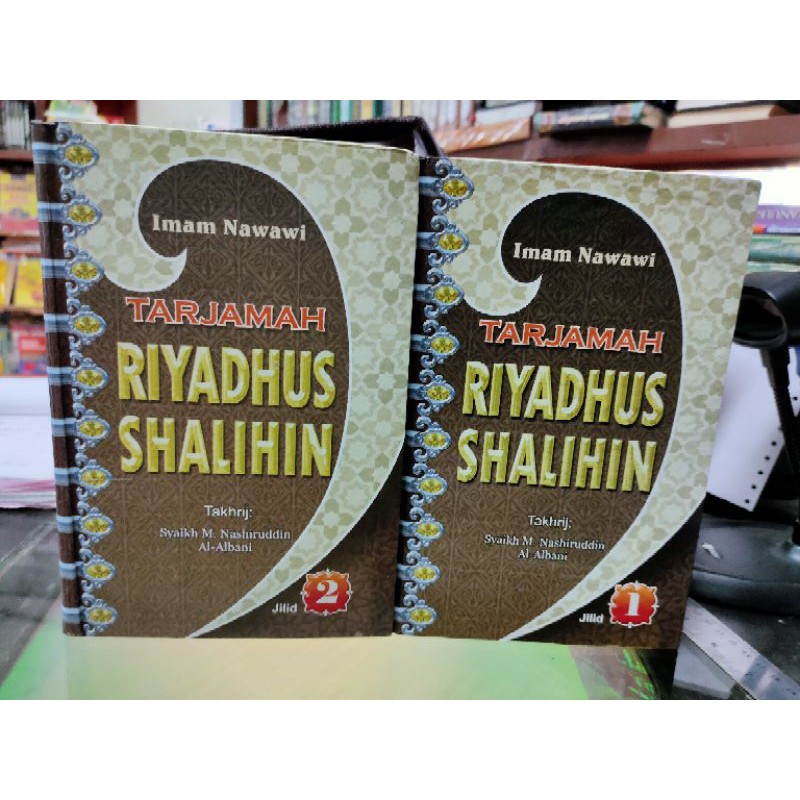 Imam Nawawi
TARJAMAH
RIYADHUS
SHALIHIN
Takhrij:
Syaikh M. Nashiruddin
Al-Albani
Jilid 2
Imam Nawawi
TARJAMAH
RIYADHUS
SHALIHIN
Takhrij:
Syaikh M. Nashiruddin
Al-Albani
Jilid 1